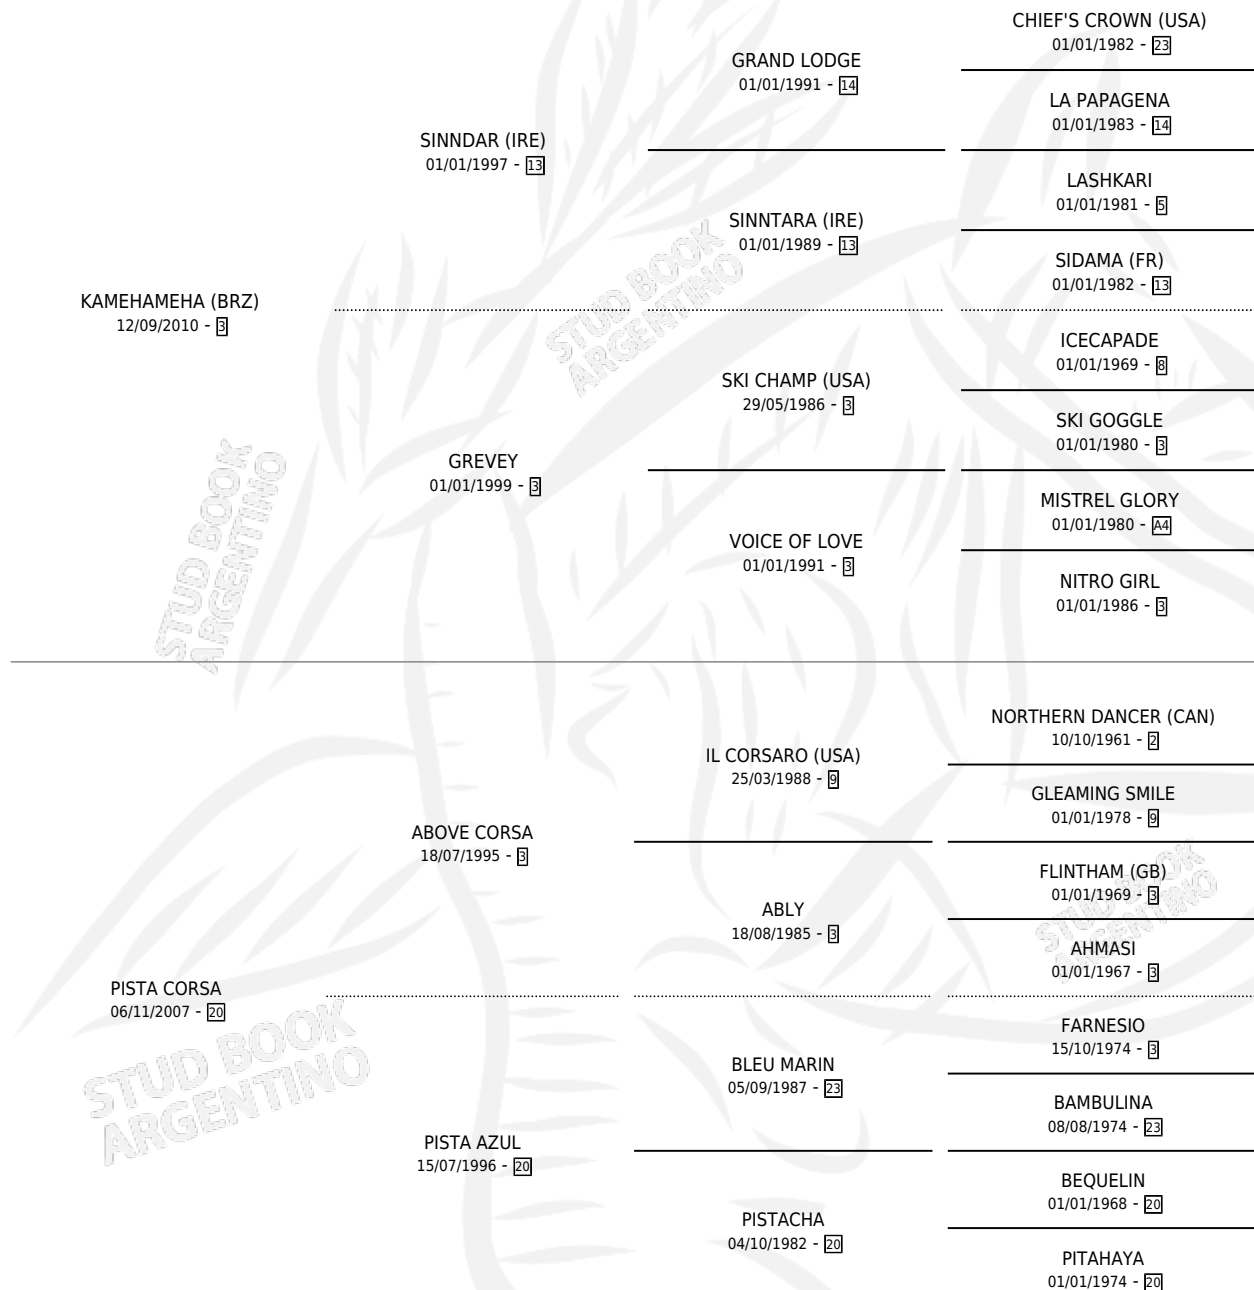 CHIEF'S CROWN (USA)
01/01/1982 - 23
GRAND LODGE
01/01/1991 - 14
LA PAPAGENA
01/01/1983 - 14
SINNDAR (IRE)
01/01/1997 - 13
LASHKARI
01/01/1981 - 5
SINNTARA (IRE)
01/01/1989 - 13
SIDAMA (FR)
01/01/1982 - 13
KAMEHAMEHA (BRZ)
12/09/2010 - 3
ICECAPADE
01/01/1969 - 8
SKI CHAMP (USA)
29/05/1986 - 3
SKI GOGGLE
01/01/1980 - 3
GREVEY
01/01/1999 - 3
MISTREL GLORY
01/01/1980 - A4
VOICE OF LOVE
01/01/1991 - 3
NITRO GIRL
01/01/1986 - 3
NORTHERN DANCER (CAN)
10/10/1961 - 2
IL CORSARO (USA)
25/03/1988 - 9
GLEAMING SMILE
01/01/1978 - 9
ABOVE CORSA
18/07/1995 - 3
FLINTHAM (GB)
01/01/1969 - 3
ABLY
18/08/1985 - 3
AHMASI
01/01/1967 - 3
PISTA CORSA
06/11/2007 - 20
FARNESIO
15/10/1974 - 3
BLEU MARIN
05/09/1987 - 23
BAMBULINA
08/08/1974 - 23
PISTA AZUL
15/07/1996 - 20
BEQUELIN
01/01/1968 - 20
PISTACHA
04/10/1982 - 20
PITAHAYA
01/01/1974 - 20
STUD BOOK
ARGENTINO
STUD BOOK
ARGENTINO
STUD BOOK
ARGENTINO
STUD BOOK
ARGENTINO